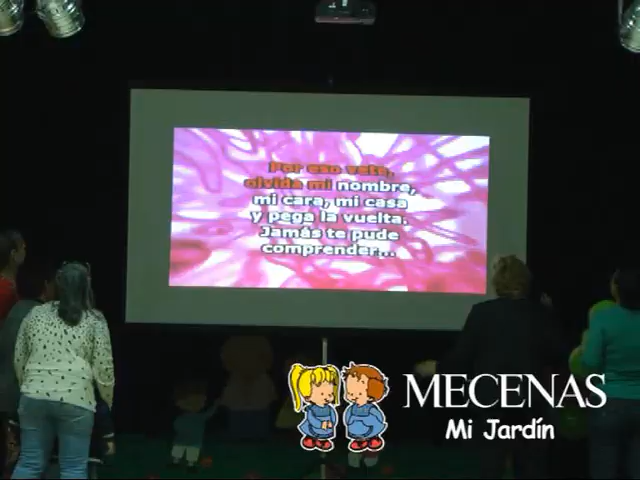 Por eso vete,
olvida mi nombre,
mi cara, mi casa
y pega la vuelta.
Jamás te pude
comprender...
MECENAS
Mi Jardín